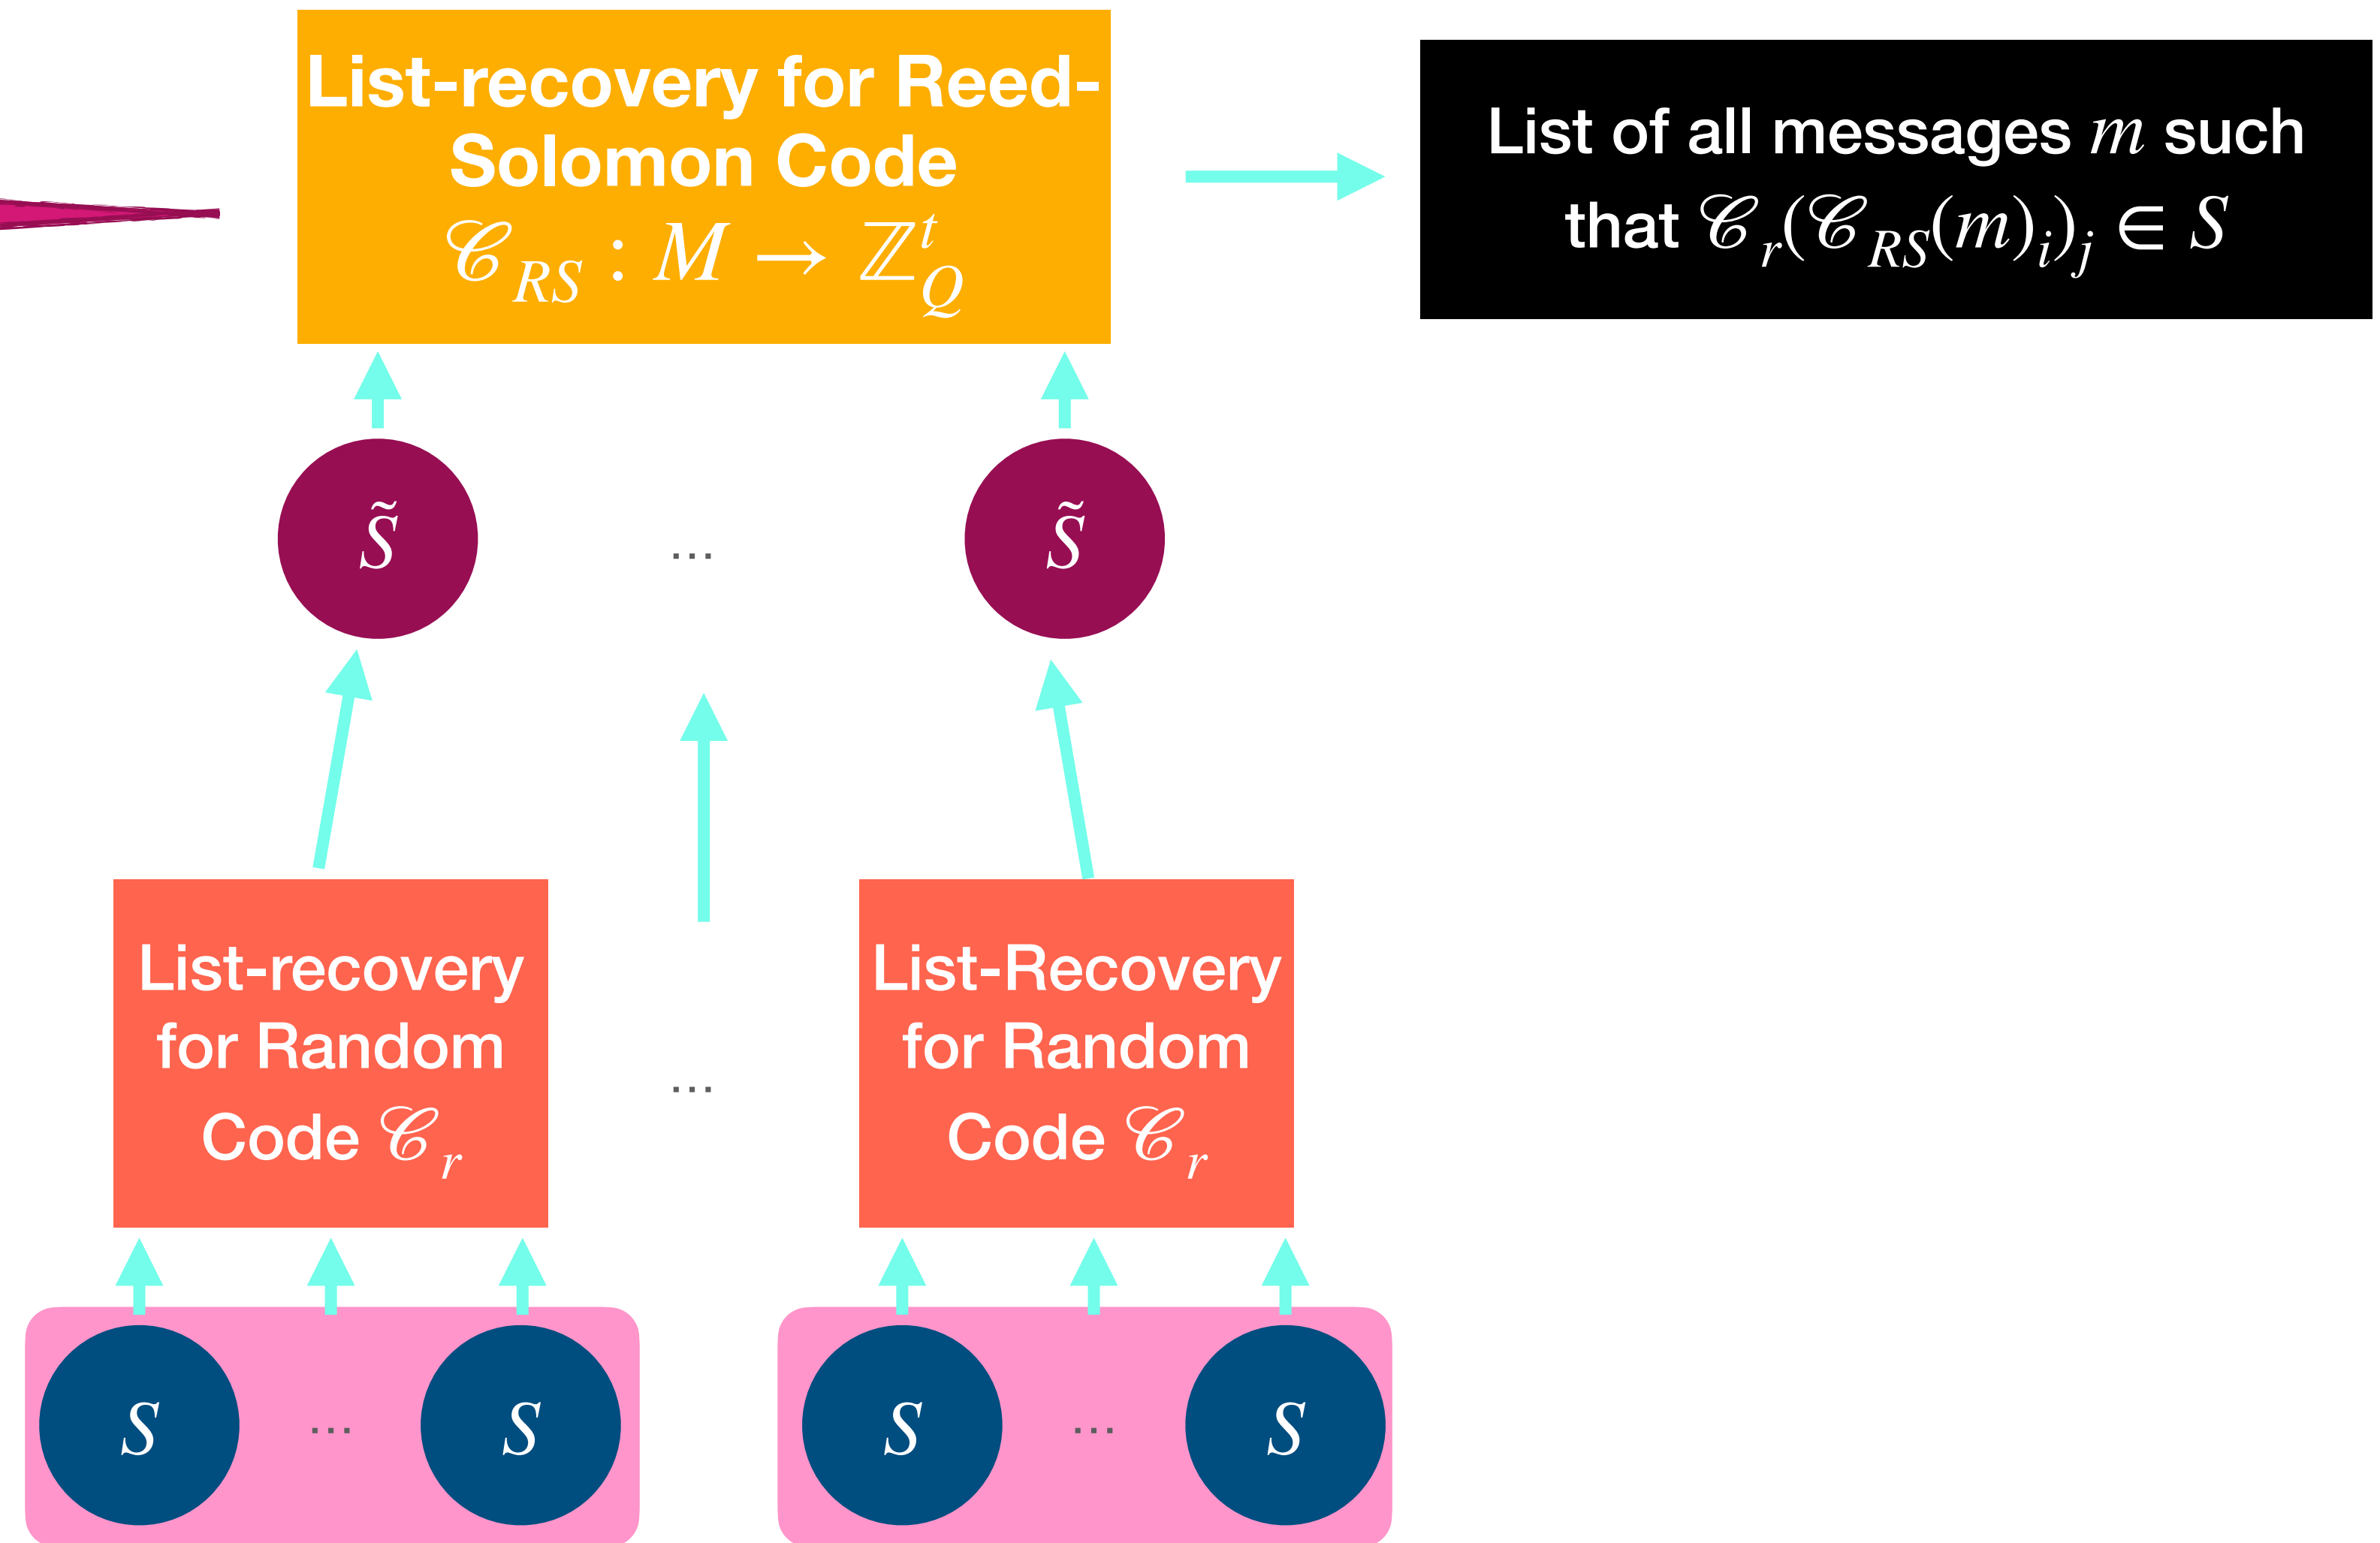 List-recovery for Reed-
Solomon Code
𝒞_RS : M → ℤ_Q^t
List of all messages m such
that 𝒞_r(𝒞_RS(m)_i)_j ∈ S
S̃
...
S̃
List-recovery
for Random
Code 𝒞_r
...
List-Recovery
for Random
Code 𝒞_r
S ... S
S ... S